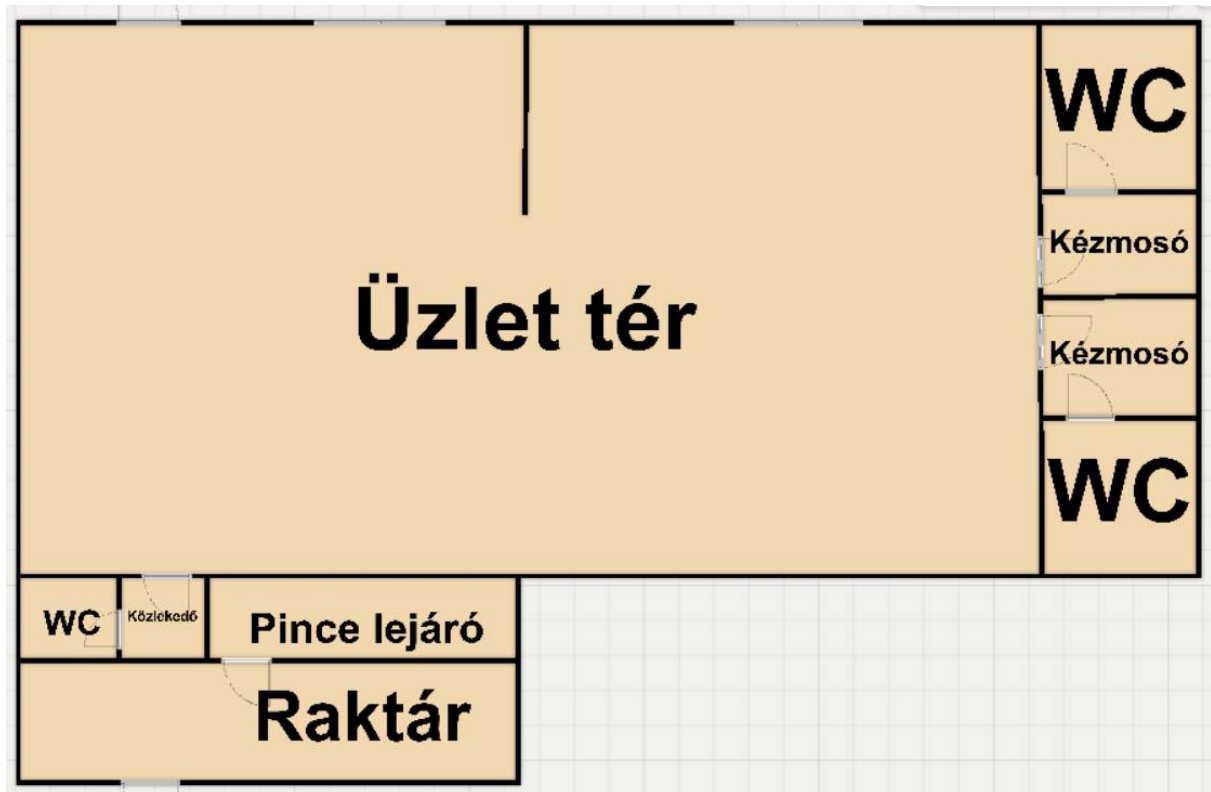 WC
Kézmosó
Üzlet tér
Kézmosó
WC
WC
Közlekedő
Pince lejáró
Raktár